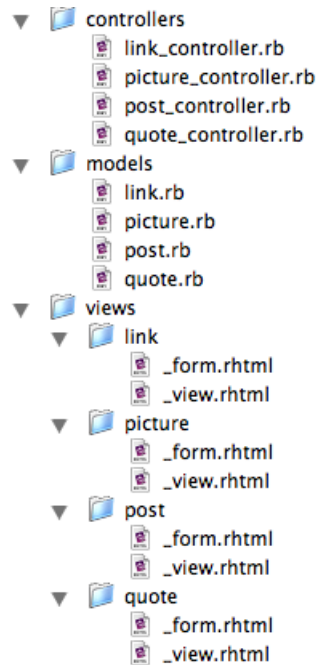 controllers
link_controller.rb
picture_controller.rb
post_controller.rb
quote_controller.rb
models
link.rb
picture.rb
post.rb
quote.rb
views
link
_form.rhtml
_view.rhtml
picture
_form.rhtml
_view.rhtml
post
_form.rhtml
_view.rhtml
quote
_form.rhtml
_view.rhtml